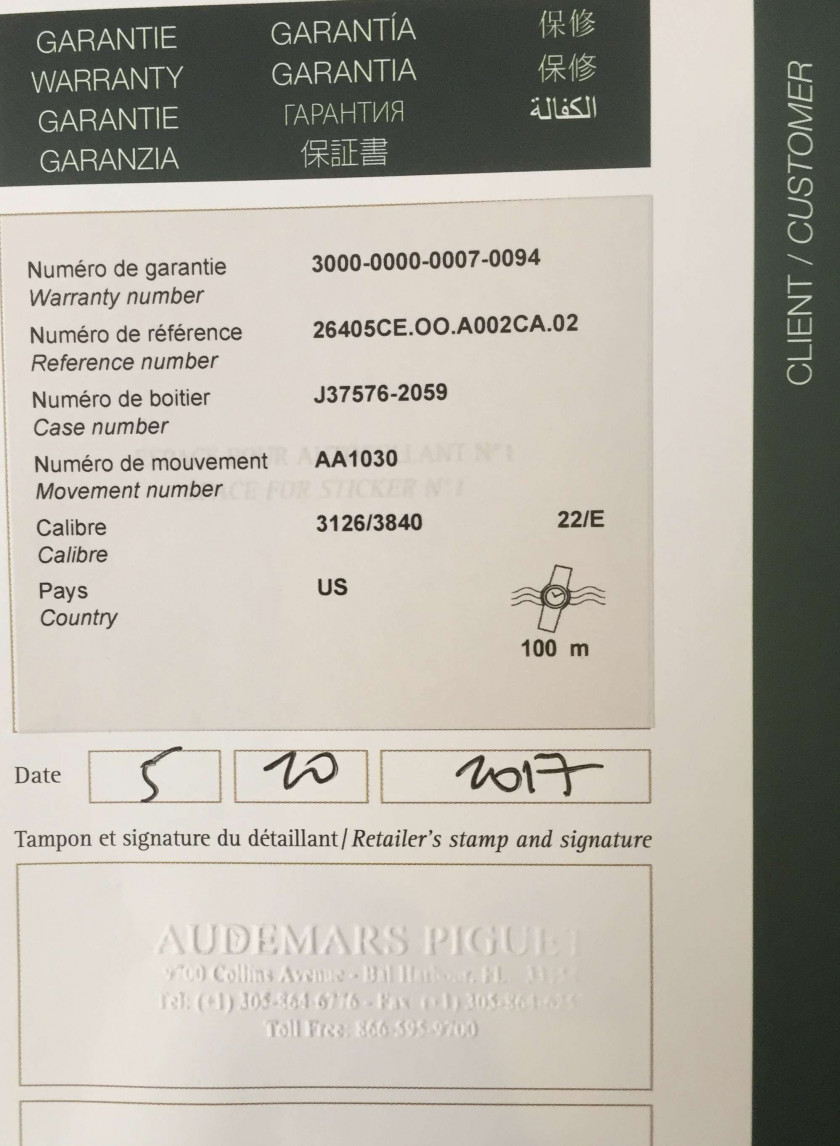 GARANTIE GARANTÍA 保修
WARRANTY GARANTIA 保修
GARANTIE ГАРАНТИЯ الكفالة
GARANZIA 保証書
CLIENT / CUSTOMER
Numéro de garantie 3000-0000-0007-0094
Warranty number
Numéro de référence 26405CE.OO.A002CA.02
Reference number
Numéro de boitier J37576-2059
Case number
Numéro de mouvement AA1030
Movement number
SPACE FOR STICKER N°1
Calibre 3126/3840 22/E
Calibre
Pays US
Country
100 m
Date 5 20 2017
Tampon et signature du détaillant / Retailer's stamp and signature
AUDEMARS PIGUET
9700 Collins Avenue - Bal Harbour, FL
Tel: (+1) 305-864-6776 - Fax (+1) 305-864
Toll Free: 866-595-9700